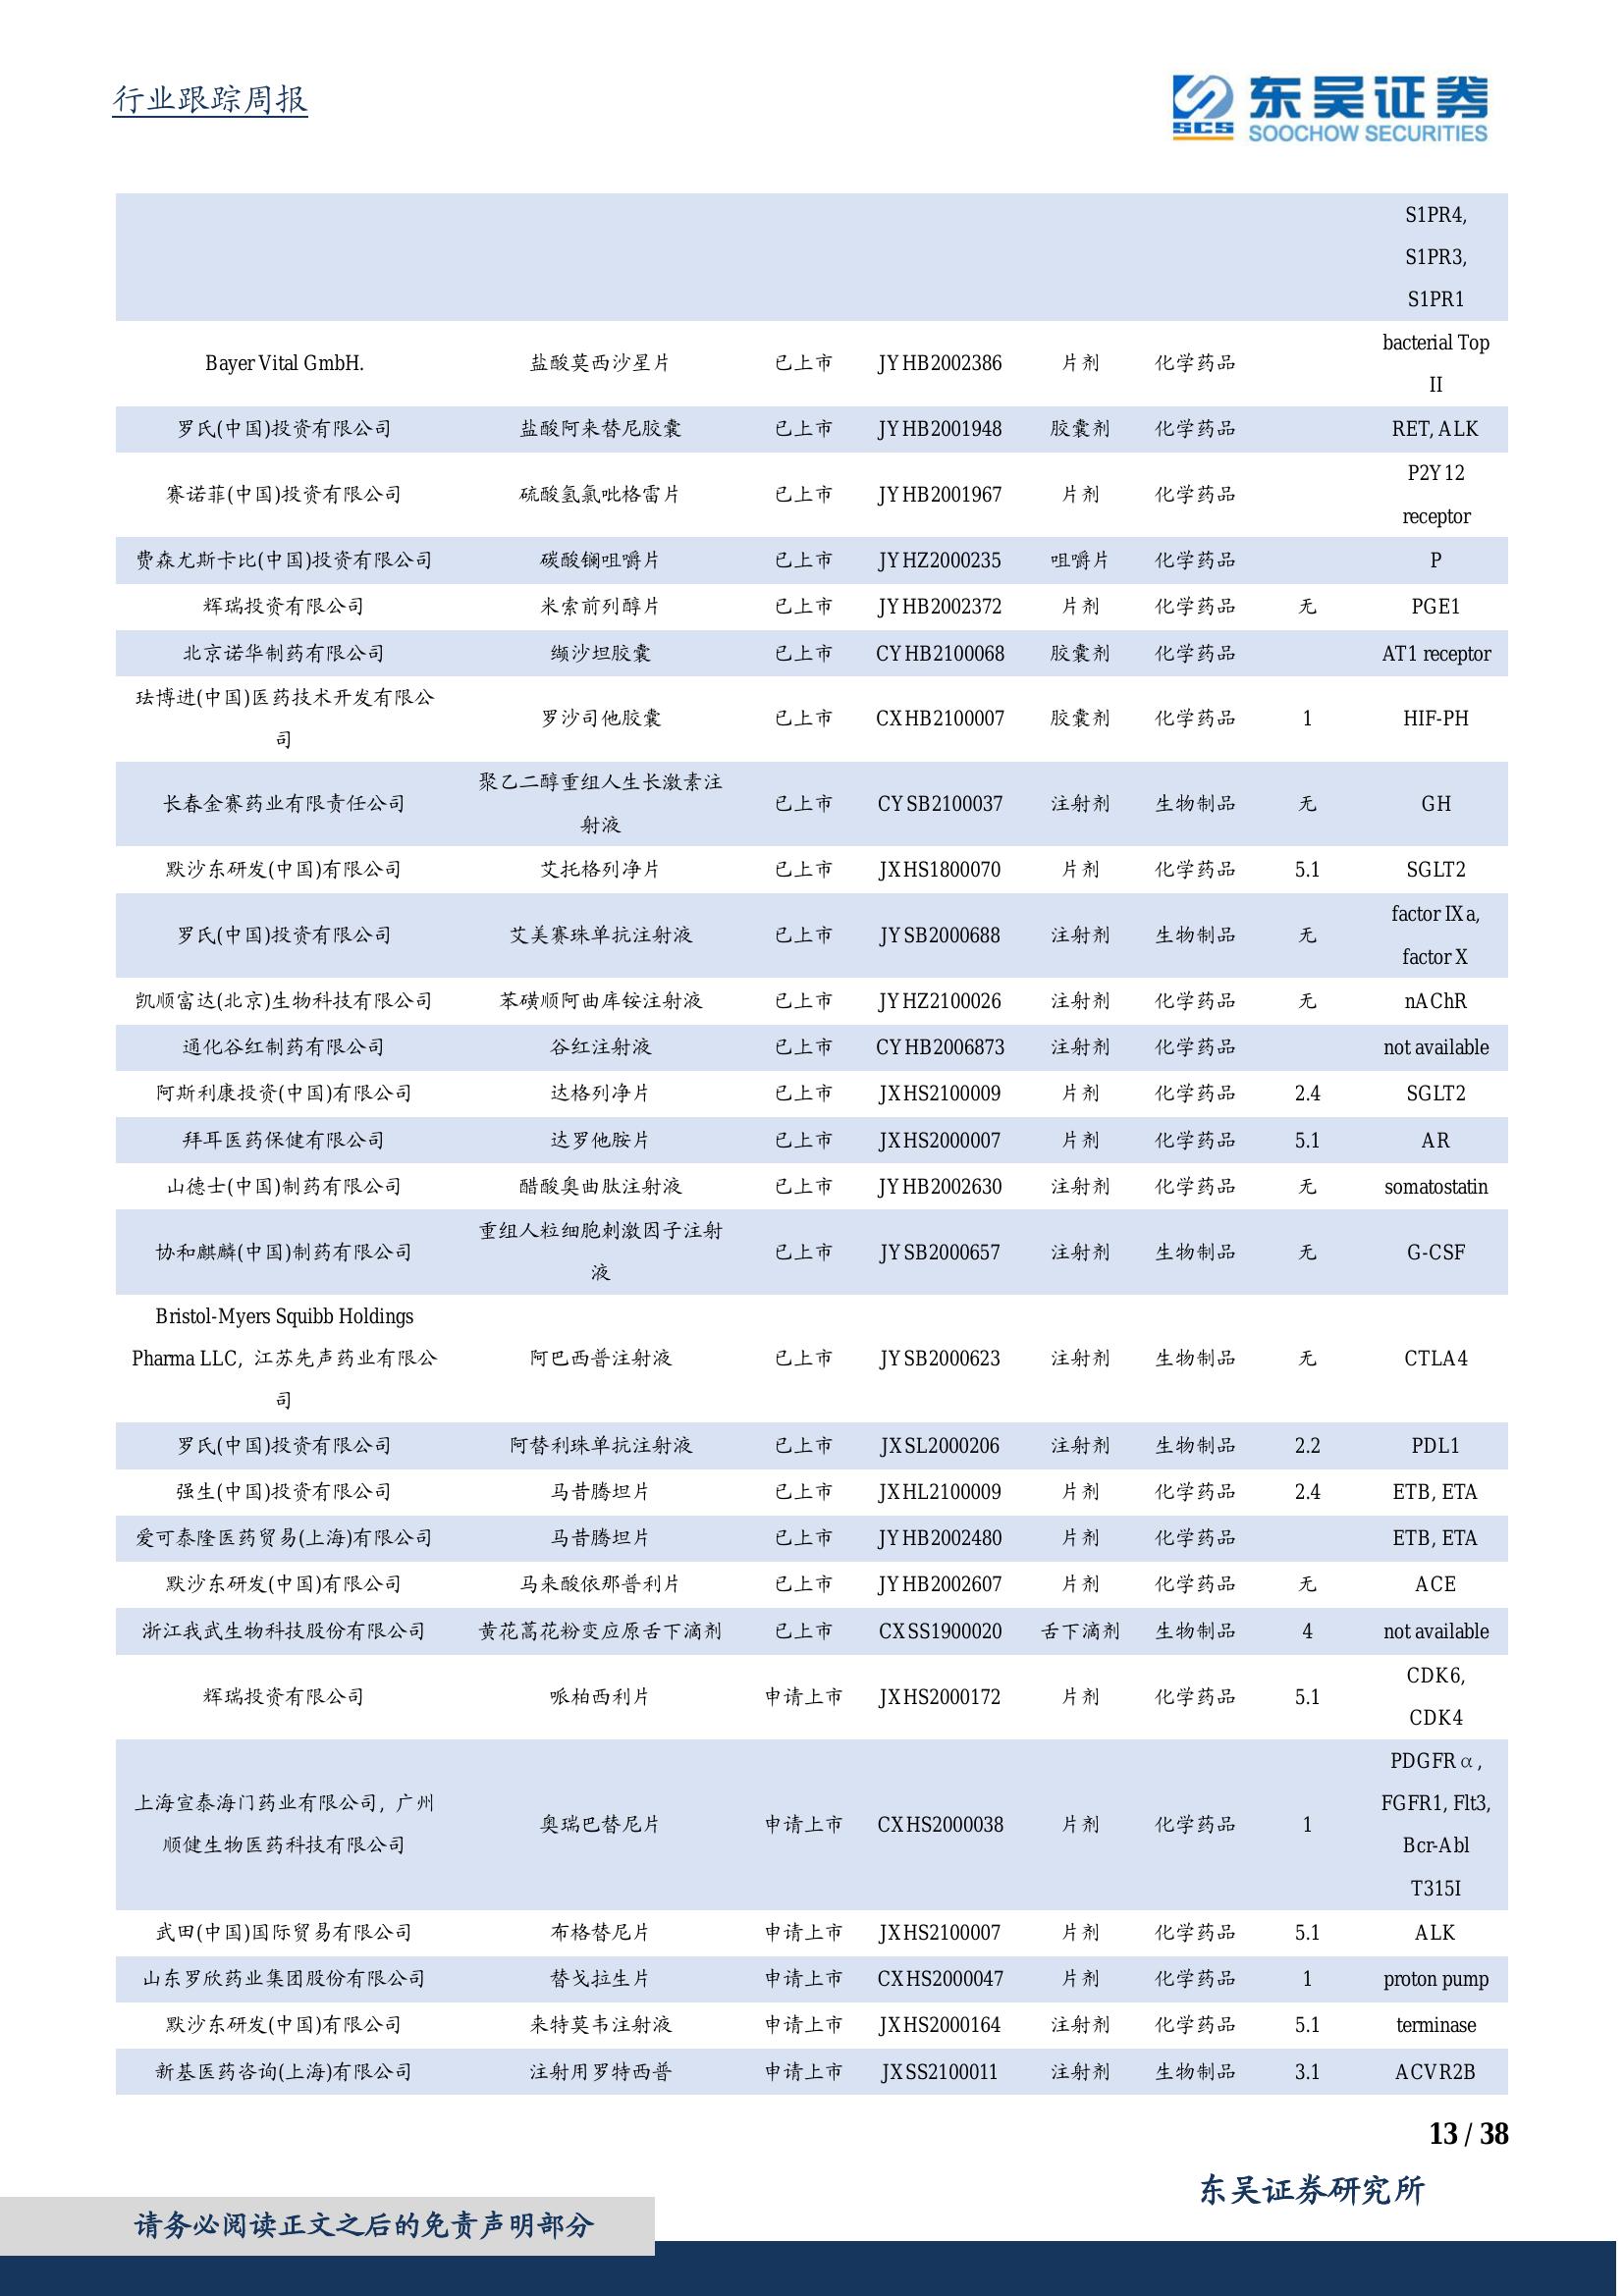 行业跟踪周报
SCS
东吴证券
SOOCHOW SECURITIES
S1PR4,
S1PR3,
S1PR1
Bayer Vital GmbH. 盐酸莫西沙星片 已上市 JYHB2002386 片剂 化学药品 bacterial Top
II
罗氏(中国)投资有限公司 盐酸阿来替尼胶囊 已上市 JYHB2001948 胶囊剂 化学药品 RET, ALK
赛诺菲(中国)投资有限公司 硫酸氢氯吡格雷片 已上市 JYHB2001967 片剂 化学药品 P2Y12
receptor
费森尤斯卡比(中国)投资有限公司 碳酸镧咀嚼片 已上市 JYHZ2000235 咀嚼片 化学药品 P
辉瑞投资有限公司 米索前列醇片 已上市 JYHB2002372 片剂 化学药品 无 PGE1
北京诺华制药有限公司 缬沙坦胶囊 已上市 CYHB2100068 胶囊剂 化学药品 AT1 receptor
珐博进(中国)医药技术开发有限公
司 罗沙司他胶囊 已上市 CXHB2100007 胶囊剂 化学药品 1 HIF-PH
长春金赛药业有限责任公司 聚乙二醇重组人生长激素注
射液 已上市 CYSB2100037 注射剂 生物制品 无 GH
默沙东研发(中国)有限公司 艾托格列净片 已上市 JXHS1800070 片剂 化学药品 5.1 SGLT2
罗氏(中国)投资有限公司 艾美赛珠单抗注射液 已上市 JYSB2000688 注射剂 生物制品 无 factor IXa,
factor X
凯顺富达(北京)生物科技有限公司 苯磺顺阿曲库铵注射液 已上市 JYHZ2100026 注射剂 化学药品 无 nAChR
通化谷红制药有限公司 谷红注射液 已上市 CYHB2006873 注射剂 化学药品 not available
阿斯利康投资(中国)有限公司 达格列净片 已上市 JXHS2100009 片剂 化学药品 2.4 SGLT2
拜耳医药保健有限公司 达罗他胺片 已上市 JXHS2000007 片剂 化学药品 5.1 AR
山德士(中国)制药有限公司 醋酸奥曲肽注射液 已上市 JYHB2002630 注射剂 化学药品 无 somatostatin
协和麒麟(中国)制药有限公司 重组人粒细胞刺激因子注射
液 已上市 JYSB2000657 注射剂 生物制品 无 G-CSF
Bristol-Myers Squibb Holdings
Pharma LLC, 江苏先声药业有限公
司 阿巴西普注射液 已上市 JYSB2000623 注射剂 生物制品 无 CTLA4
罗氏(中国)投资有限公司 阿替利珠单抗注射液 已上市 JXSL2000206 注射剂 生物制品 2.2 PDL1
强生(中国)投资有限公司 马昔腾坦片 已上市 JXHL2100009 片剂 化学药品 2.4 ETB, ETA
爱可泰隆医药贸易(上海)有限公司 马昔腾坦片 已上市 JYHB2002480 片剂 化学药品 ETB, ETA
默沙东研发(中国)有限公司 马来酸依那普利片 已上市 JYHB2002607 片剂 化学药品 无 ACE
浙江我武生物科技股份有限公司 黄花蒿花粉变应原舌下滴剂 已上市 CXSS1900020 舌下滴剂 生物制品 4 not available
辉瑞投资有限公司 哌柏西利片 申请上市 JXHS2000172 片剂 化学药品 5.1 CDK6,
CDK4
上海宣泰海门药业有限公司, 广州
顺健生物医药科技有限公司 奥瑞巴替尼片 申请上市 CXHS2000038 片剂 化学药品 1 PDGFRα,
FGFR1, Flt3,
Bcr-Abl
T315I
武田(中国)国际贸易有限公司 布格替尼片 申请上市 JXHS2100007 片剂 化学药品 5.1 ALK
山东罗欣药业集团股份有限公司 替戈拉生片 申请上市 CXHS2000047 片剂 化学药品 1 proton pump
默沙东研发(中国)有限公司 来特莫韦注射液 申请上市 JXHS2000164 注射剂 化学药品 5.1 terminase
新基医药咨询(上海)有限公司 注射用罗特西普 申请上市 JXSS2100011 注射剂 生物制品 3.1 ACVR2B
13 / 38
东吴证券研究所
请务必阅读正文之后的免责声明部分